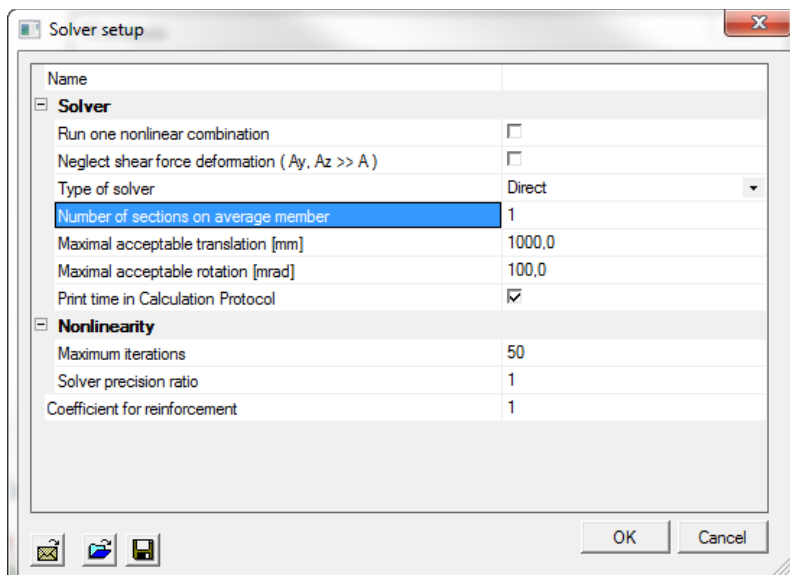 Solver setup
Name
Solver
Run one nonlinear combination
Neglect shear force deformation ( Ay, Az >> A )
Type of solver Direct
Number of sections on average member 1
Maximal acceptable translation [mm] 1000,0
Maximal acceptable rotation [mrad] 100,0
Print time in Calculation Protocol
Nonlinearity
Maximum iterations 50
Solver precision ratio 1
Coefficient for reinforcement 1
OK Cancel